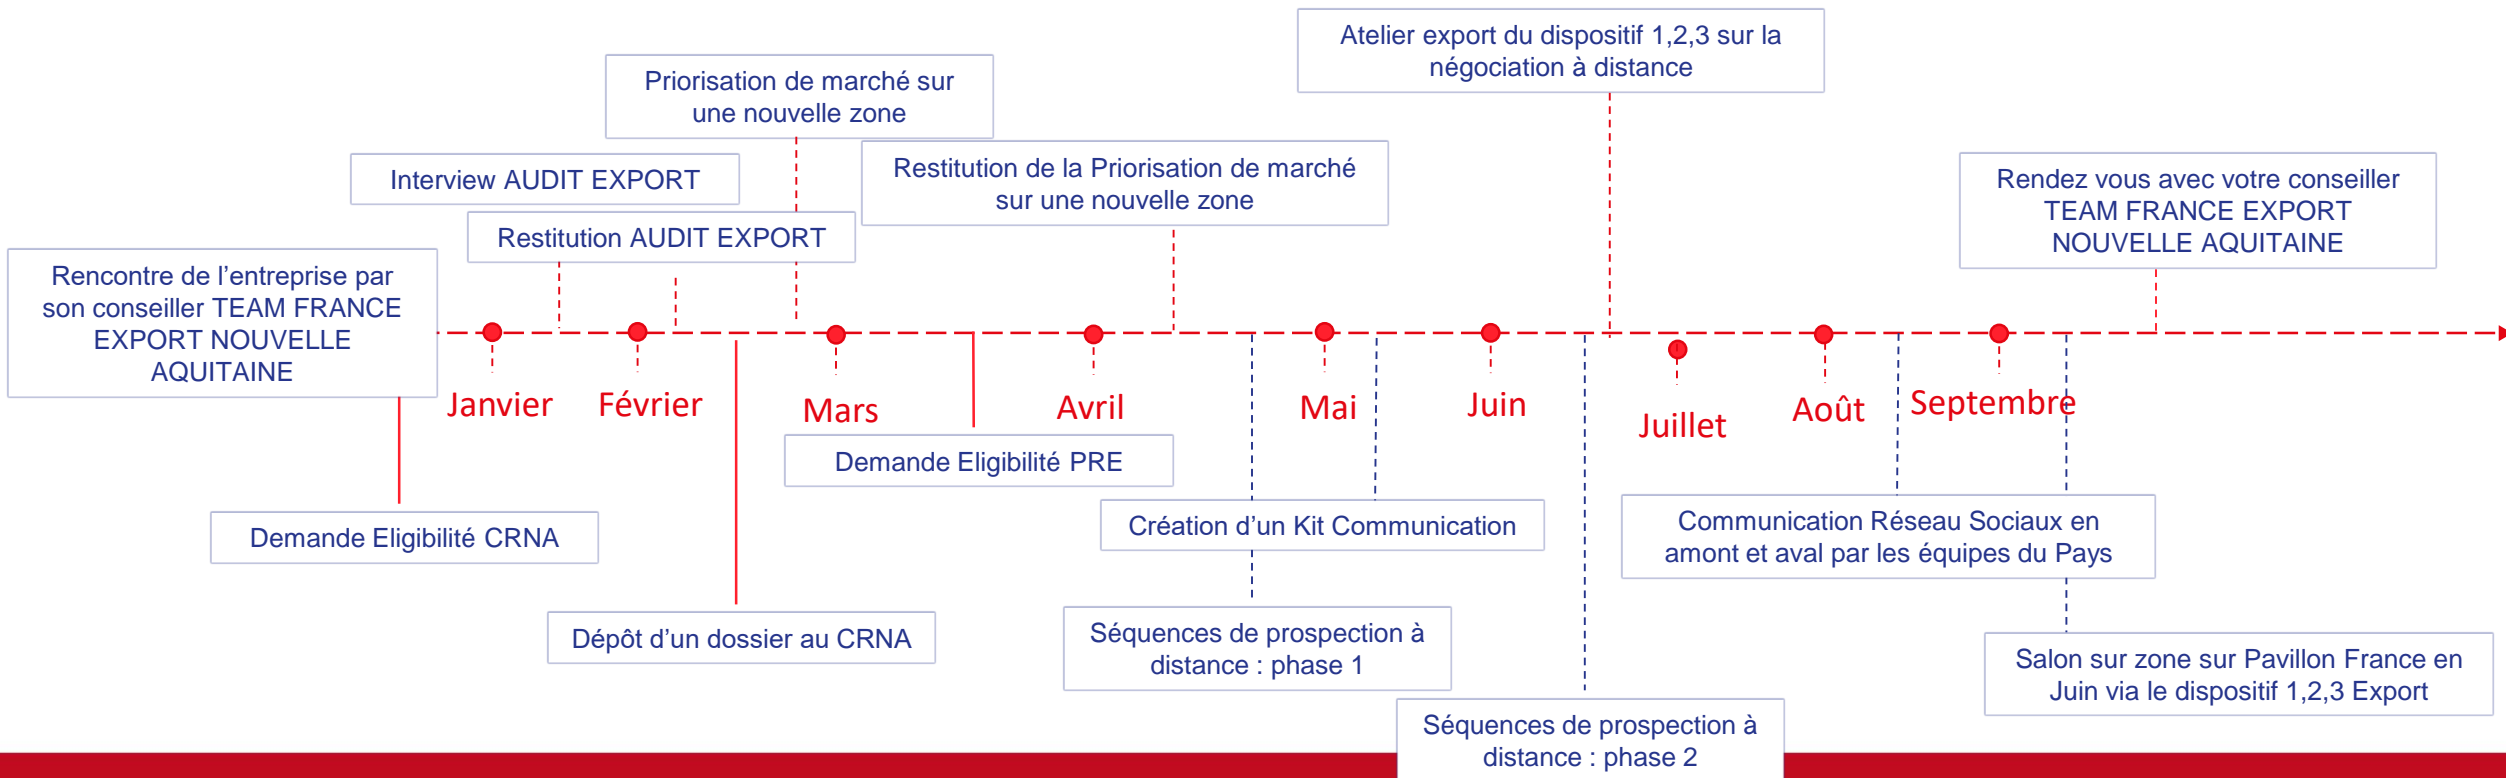 Atelier export du dispositif 1,2,3 sur la
négociation à distance
Priorisation de marché sur
une nouvelle zone
Interview AUDIT EXPORT
Restitution de la Priorisation de marché
sur une nouvelle zone
Rendez vous avec votre conseiller
TEAM FRANCE EXPORT
NOUVELLE AQUITAINE
Restitution AUDIT EXPORT
Rencontre de l’entreprise par
son conseiller TEAM FRANCE
EXPORT NOUVELLE
AQUITAINE
Janvier
Février
Mars
Avril
Mai
Juin
Juillet
Août
Septembre
Demande Eligibilité PRE
Demande Eligibilité CRNA
Création d’un Kit Communication
Communication Réseau Sociaux en
amont et aval par les équipes du Pays
Dépôt d’un dossier au CRNA
Séquences de prospection à
distance : phase 1
Salon sur zone sur Pavillon France en
Juin via le dispositif 1,2,3 Export
Séquences de prospection à
distance : phase 2